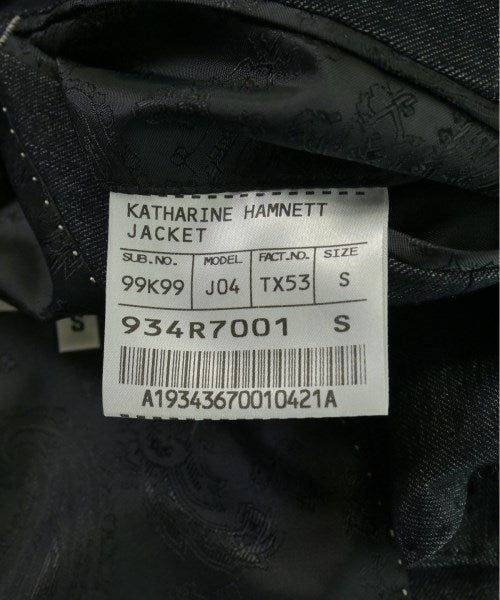 KATHARINE HAMNETT
JACKET
SUB.NO. MODEL FACT.NO. SIZE
99K99 J04 TX53 S
934R7001 S
A19343670010421A
S